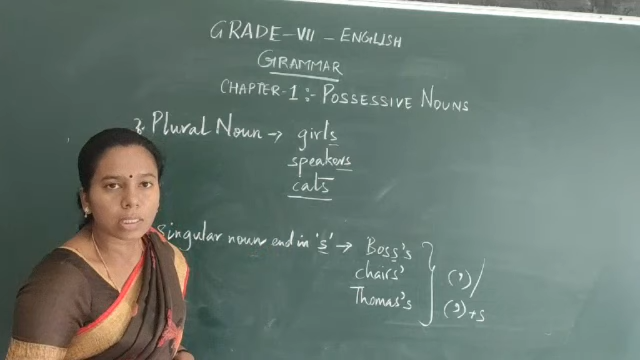 GRADE-VII - ENGLISH
GRAMMAR
CHAPTER-1:- POSSESSIVE NOUNS
2. PLURAL NOUN → girls
speakers
cats
Singular noun end in 's' → Boss's
chairs'
Thomas's
(') /
(') +s